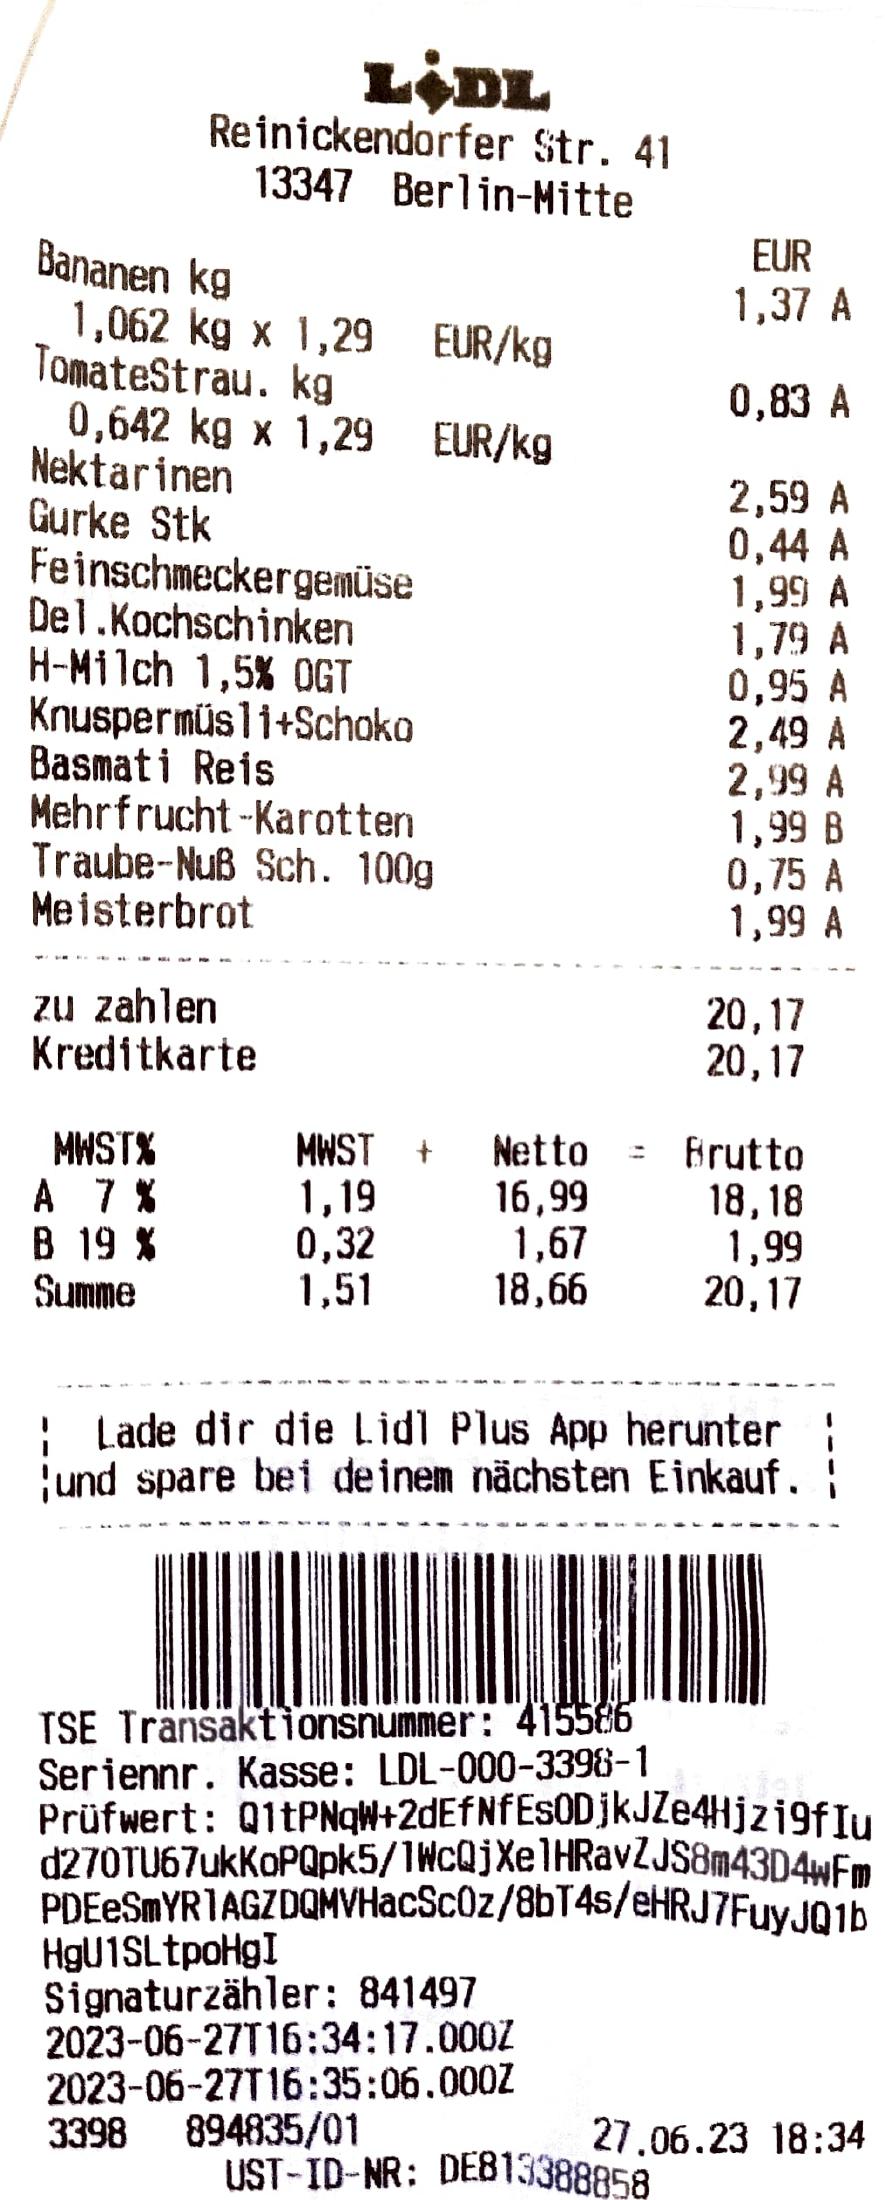 LiDL
Reinickendorfer Str. 41
13347 Berlin-Mitte
EUR
Bananen kg 1,37 A
1,062 kg x 1,29 EUR/kg
TomateStrau. kg 0,83 A
0,642 kg x 1,29 EUR/kg
Nektarinen 2,59 A
Gurke Stk 0,44 A
Feinschmeckergemüse 1,99 A
Del.Kochschinken 1,79 A
H-Milch 1,5% OGT 0,95 A
Knuspermüsli+Schoko 2,49 A
Basmati Reis 2,99 A
Mehrfrucht-Karotten 1,99 B
Traube-Nuß Sch. 100g 0,75 A
Meisterbrot 1,99 A
zu zahlen 20,17
Kreditkarte 20,17
MWST% MWST + Netto = Brutto
A 7 % 1,19 16,99 18,18
B 19 % 0,32 1,67 1,99
Summe 1,51 18,66 20,17
Lade dir die Lidl Plus App herunter
und spare bei deinem nächsten Einkauf.
TSE Transaktionsnummer: 415586
Seriennr. Kasse: LDL-000-3398-1
Prüfwert: Q1tPNqW+2dEfNfEsODjkJZe4Hjzi9fIu
d270TU67ukKoPQpk5/lWcQjXelHRavZJS8m43D4wFm
PDEeSmYRlAGZDQMVHacScOz/8bT4s/eHRJ7FuyJQ1b
HgU1SLtpoHgI
Signaturzähler: 841497
2023-06-27T16:34:17.000Z
2023-06-27T16:35:06.000Z
3398 894835/01 27.06.23 18:34
UST-ID-NR: DE813388858